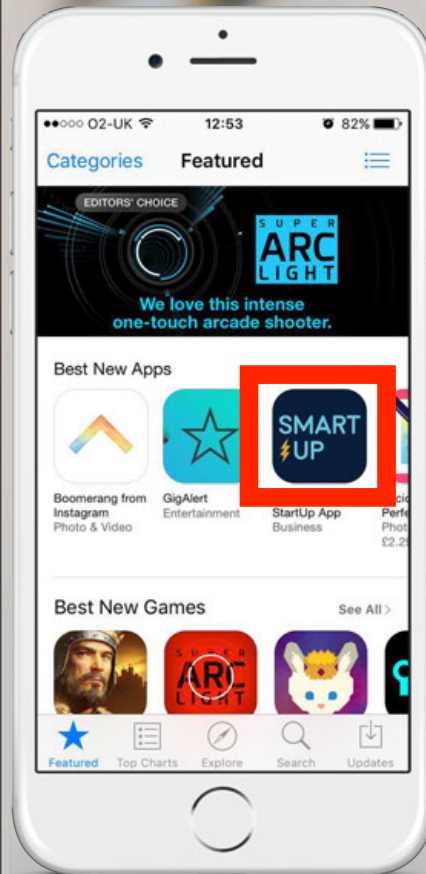 O2-UK
12:53
82%
Categories
Featured
EDITORS' CHOICE
SUPER
ARC
LIGHT
We love this intense
one-touch arcade shooter.
Best New Apps
SMART
UP
Boomerang from
Instagram
Photo & Video
GigAlert
Entertainment
StartUp App
Business
Perfe
Phot
£2.29
Best New Games
See All >
SUPER
ARC
LIGHT
Featured
Top Charts
Explore
Search
Updates